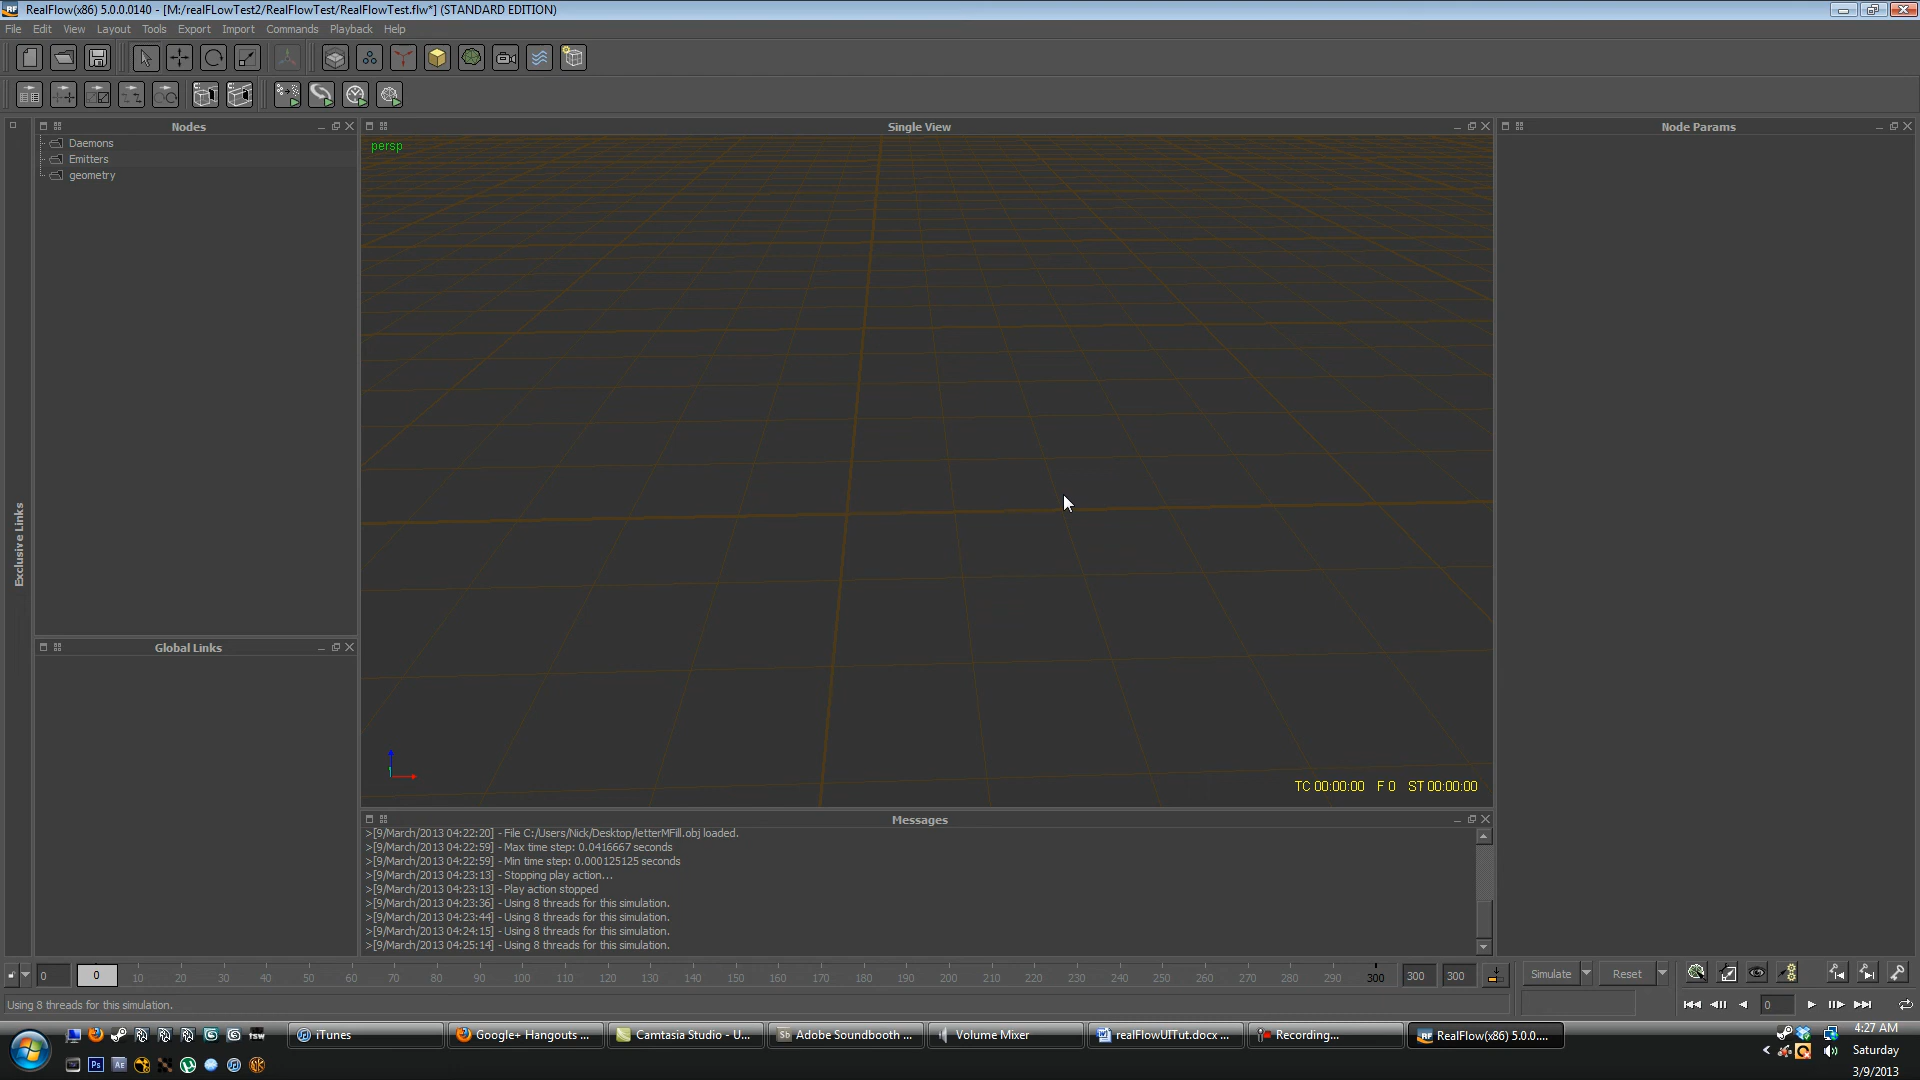 RealFlow(x86) 5.0.0.0140 - [M:/realFLowTest2/RealFlowTest/RealFlowTest.flw*] (STANDARD EDITION)
File Edit View Layout Tools Export Import Commands Playback Help
Nodes
Single View
Node Params
Daemons
Emitters
geometry
persp
Exclusive Links
Global Links
TC 00:00:00 F 0 ST 00:00:00
Messages
>[9/March/2013 04:22:20] - File C:/Users/Nick/Desktop/letterMFill.obj loaded.
>[9/March/2013 04:22:59] - Max time step: 0.0416667 seconds
>[9/March/2013 04:22:59] - Min time step: 0.000125125 seconds
>[9/March/2013 04:23:13] - Stopping play action...
>[9/March/2013 04:23:13] - Play action stopped
>[9/March/2013 04:23:36] - Using 8 threads for this simulation.
>[9/March/2013 04:23:44] - Using 8 threads for this simulation.
>[9/March/2013 04:24:15] - Using 8 threads for this simulation.
>[9/March/2013 04:25:14] - Using 8 threads for this simulation.
0 0 10 20 30 40 50 60 70 80 90 100 110 120 130 140 150 160 170 180 190 200 210 220 230 240 250 260 270 280 290 300 300 300 Simulate Reset
Using 8 threads for this simulation.
0
iTunes Google+ Hangouts ... Camtasia Studio - U... Adobe Soundbooth ... Volume Mixer realFlowUITut.docx ... Recording... RealFlow(x86) 5.0.0....
4:27 AM
Saturday
3/9/2013